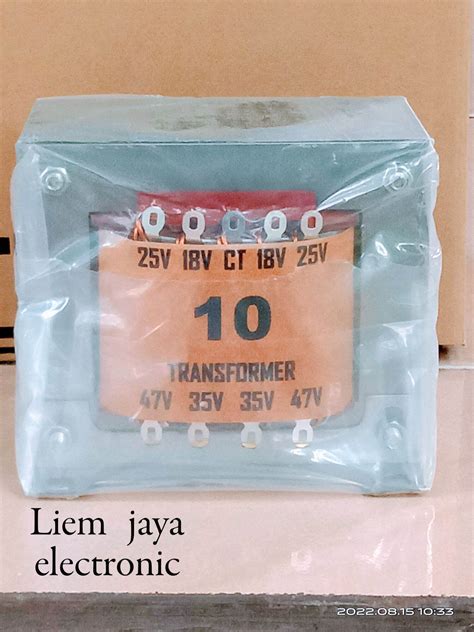 25V 18V CT 18V 25V
10
TRANSFORMER
47V 35V 35V 47V
Liem jaya
electronic
2022.08.15 10:33